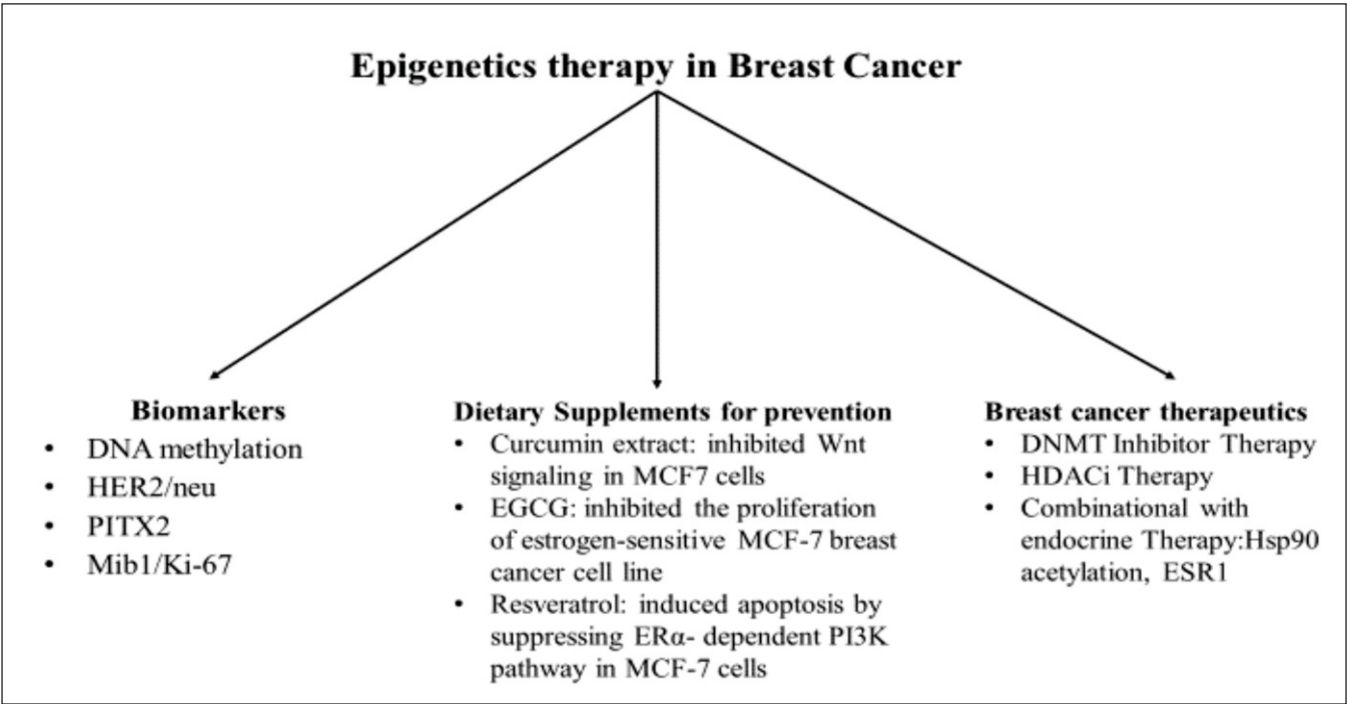 Epigenetics therapy in Breast Cancer
Biomarkers
• DNA methylation
• HER2/neu
• PITX2
• Mib1/Ki-67
Dietary Supplements for prevention
• Curcumin extract: inhibited Wnt
signaling in MCF7 cells
• EGCG: inhibited the proliferation
of estrogen-sensitive MCF-7 breast
cancer cell line
• Resveratrol: induced apoptosis by
suppressing ERα- dependent PI3K
pathway in MCF-7 cells
Breast cancer therapeutics
• DNMT Inhibitor Therapy
• HDACi Therapy
• Combinational with
endocrine Therapy:Hsp90
acetylation, ESR1